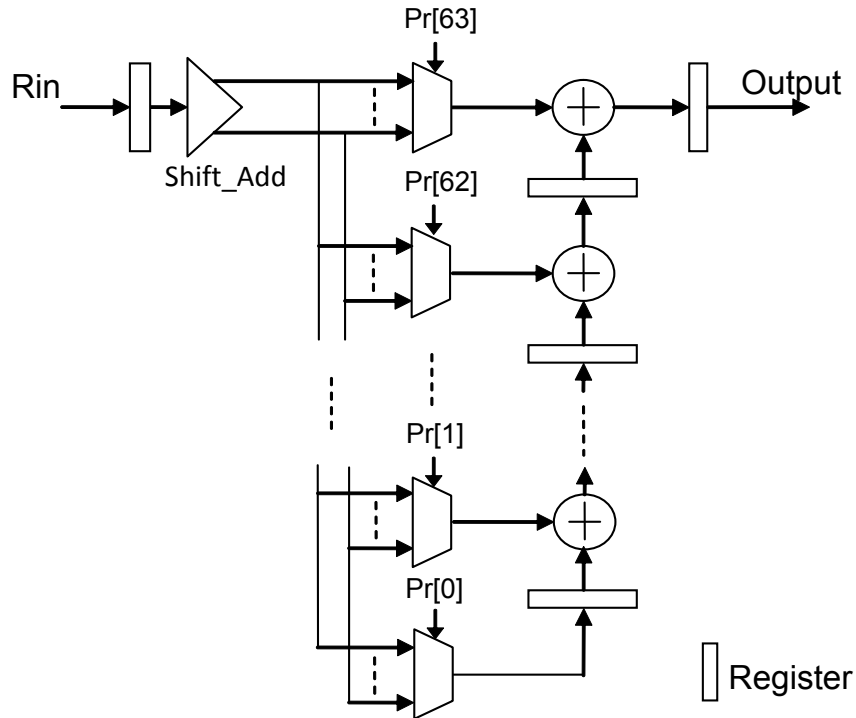 Pr[63]
Rin
Output
Shift_Add
Pr[62]
Pr[1]
Pr[0]
Register